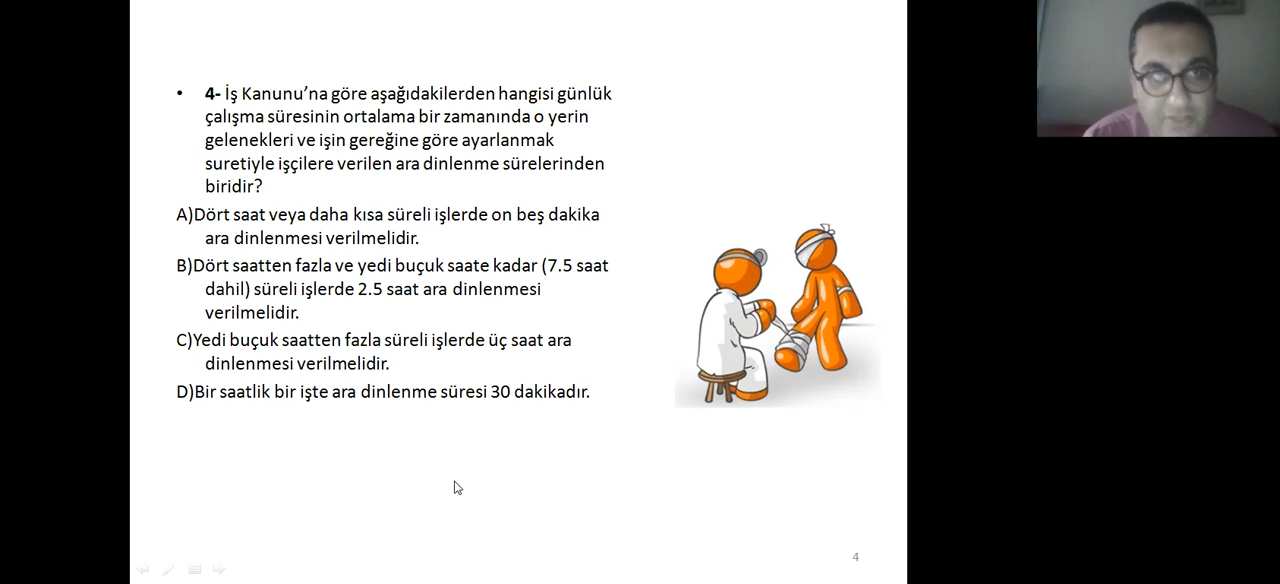 • 4- İş Kanunu’na göre aşağıdakilerden hangisi günlük
çalışma süresinin ortalama bir zamanında o yerin
gelenekleri ve işin gereğine göre ayarlanmak
suretiyle işçilere verilen ara dinlenme sürelerinden
biridir?
A)Dört saat veya daha kısa süreli işlerde on beş dakika
ara dinlenmesi verilmelidir.
B)Dört saatten fazla ve yedi buçuk saate kadar (7.5 saat
dahil) süreli işlerde 2.5 saat ara dinlenmesi
verilmelidir.
C)Yedi buçuk saatten fazla süreli işlerde üç saat ara
dinlenmesi verilmelidir.
D)Bir saatlik bir işte ara dinlenme süresi 30 dakikadır.
4